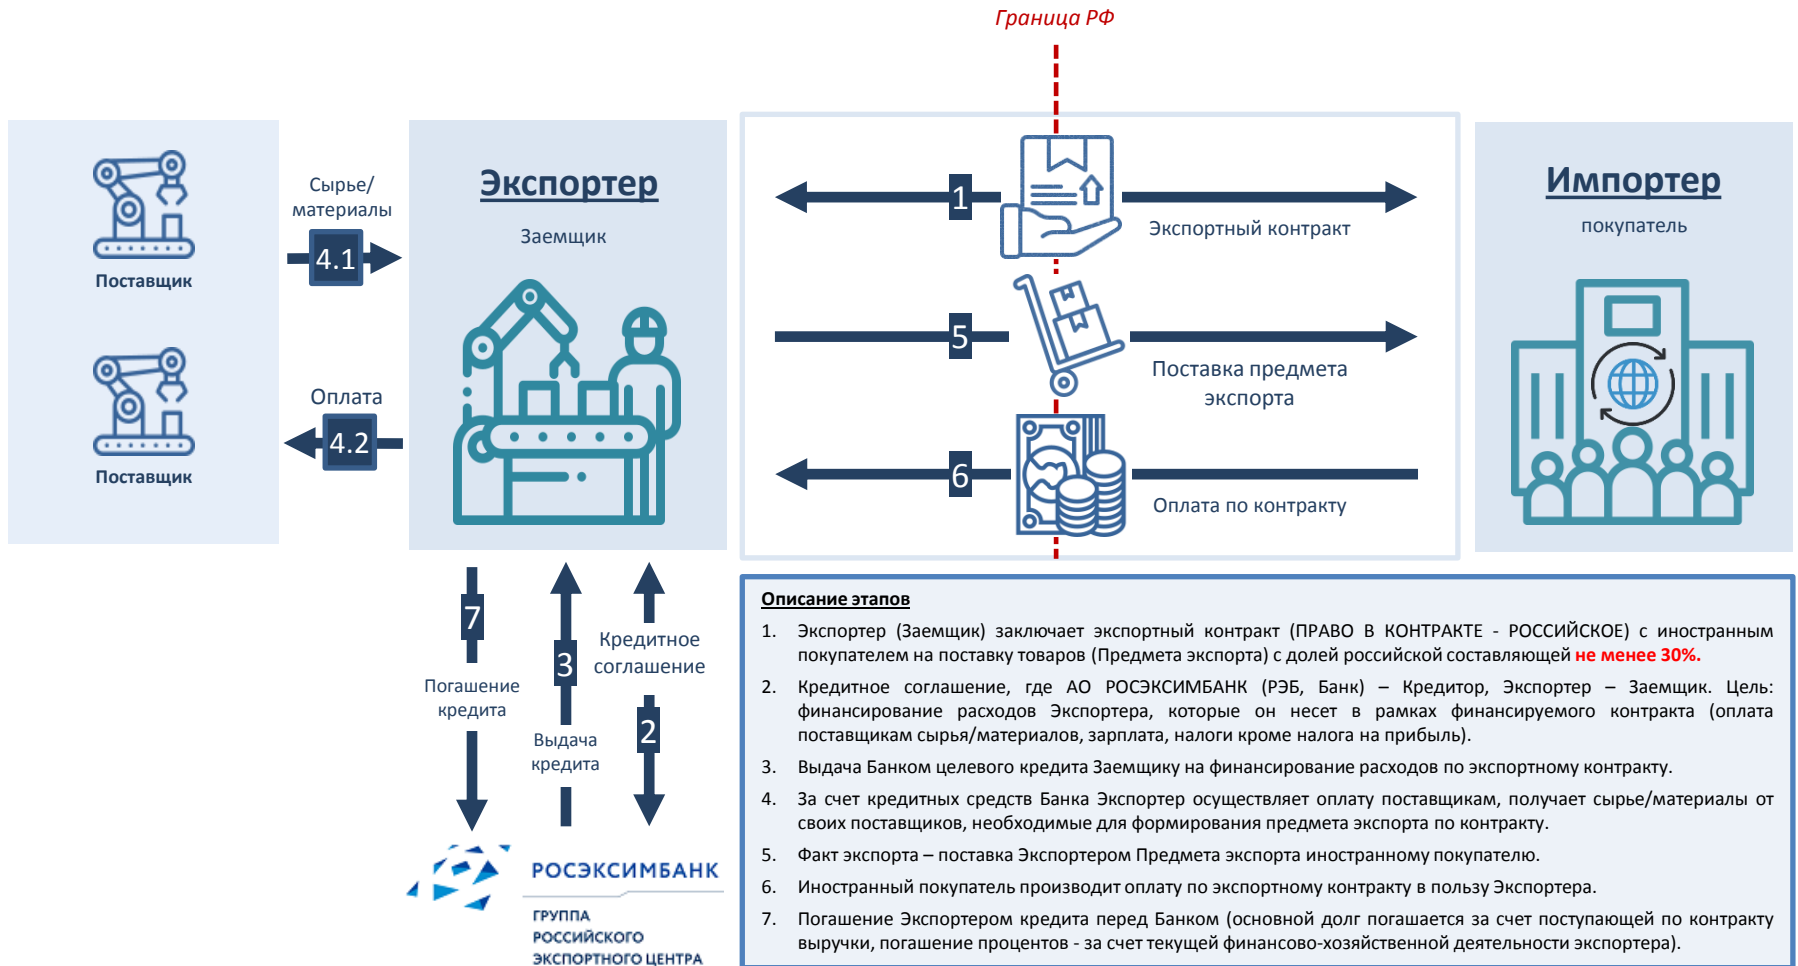 Граница РФ
Сырье/
материалы
4.1
Поставщик
Оплата
4.2
Поставщик
Экспортер
Заемщик
1
Экспортный контракт
5
Поставка предмета
экспорта
6
Оплата по контракту
Импортер
покупатель
7
Погашение
кредита
3
Выдача
кредита
Кредитное
соглашение
2
РОСЭКСИМБАНК
ГРУППА
РОССИЙСКОГО
ЭКСПОРТНОГО ЦЕНТРА
Описание этапов
1. Экспортер (Заемщик) заключает экспортный контракт (ПРАВО В КОНТРАКТЕ - РОССИЙСКОЕ) с иностранным
покупателем на поставку товаров (Предмета экспорта) с долей российской составляющей не менее 30%.
2. Кредитное соглашение, где АО РОСЭКСИМБАНК (РЭБ, Банк) – Кредитор, Экспортер – Заемщик. Цель:
финансирование расходов Экспортера, которые он несет в рамках финансируемого контракта (оплата
поставщикам сырья/материалов, зарплата, налоги кроме налога на прибыль).
3. Выдача Банком целевого кредита Заемщику на финансирование расходов по экспортному контракту.
4. За счет кредитных средств Банка Экспортер осуществляет оплату поставщикам, получает сырье/материалы от
своих поставщиков, необходимые для формирования предмета экспорта по контракту.
5. Факт экспорта – поставка Экспортером Предмета экспорта иностранному покупателю.
6. Иностранный покупатель производит оплату по экспортному контракту в пользу Экспортера.
7. Погашение Экспортером кредита перед Банком (основной долг погашается за счет поступающей по контракту
выручки, погашение процентов - за счет текущей финансово-хозяйственной деятельности экспортера).